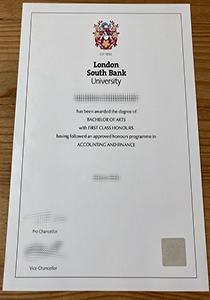 London
South Bank
University
has been awarded the degree of
BACHELOR OF ARTS
with FIRST CLASS HONOURS
having followed an approved honours programme in
ACCOUNTING AND FINANCE
Pro Chancellor
Vice-Chancellor